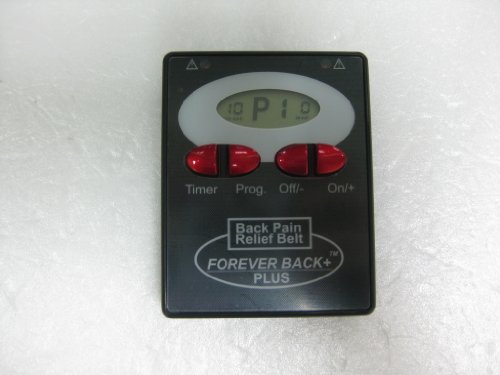 10 P1 0
Timer Prog. Off/- On/+
Back Pain
Relief Belt
FOREVER BACK+ TM
PLUS